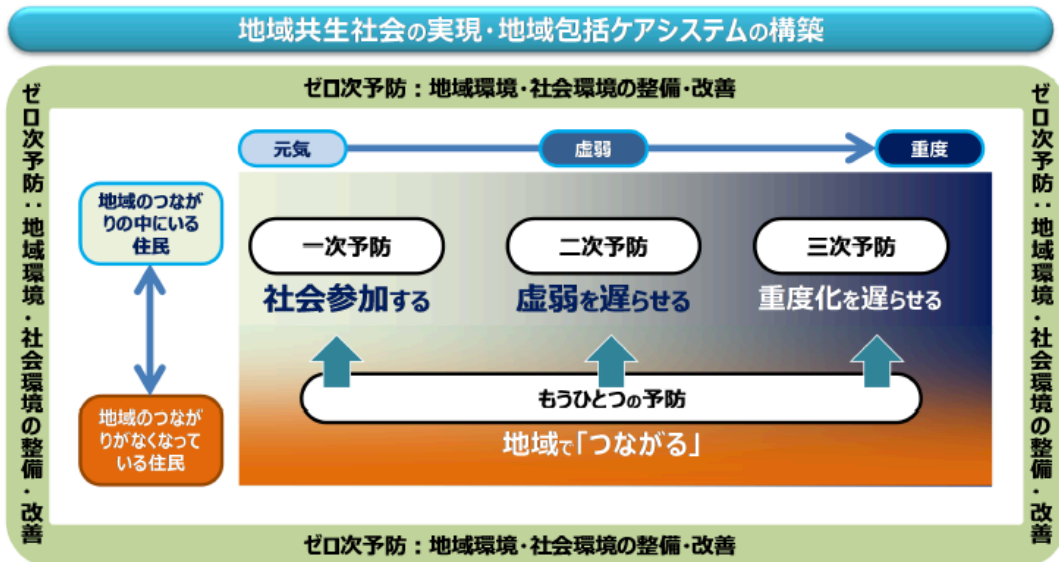 地域共生社会の実現・地域包括ケアシステムの構築
ゼロ次予防：地域環境・社会環境の整備・改善
ゼロ次予防：地域環境・社会環境の整備・改善
ゼロ次予防：地域環境・社会環境の整備・改善
元気
虚弱
重度
地域のつなが
りの中にいる
住民
一次予防
二次予防
三次予防
社会参加する
虚弱を遅らせる
重度化を遅らせる
もうひとつの予防
地域で「つながる」
地域のつなが
りがなくなって
いる住民
ゼロ次予防：地域環境・社会環境の整備・改善